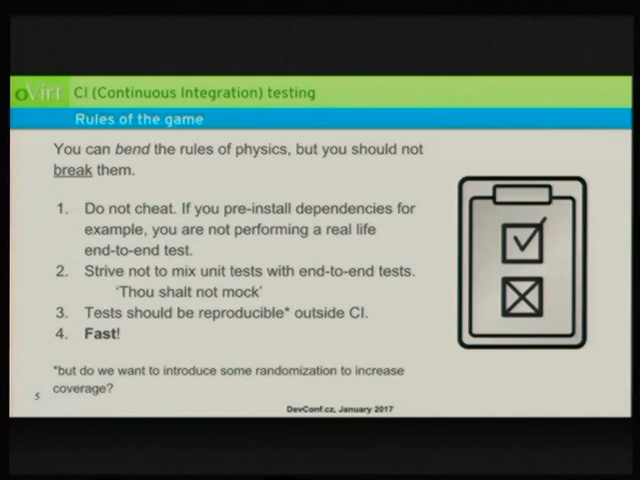 oVirt CI (Continuous Integration) testing
Rules of the game
You can bend the rules of physics, but you should not
break them.
1. Do not cheat. If you pre-install dependencies for
example, you are not performing a real life
end-to-end test.
2. Strive not to mix unit tests with end-to-end tests.
'Thou shalt not mock'
3. Tests should be reproducible* outside CI.
4. Fast!
*but do we want to introduce some randomization to increase
coverage?
5
DevConf.cz, January 2017